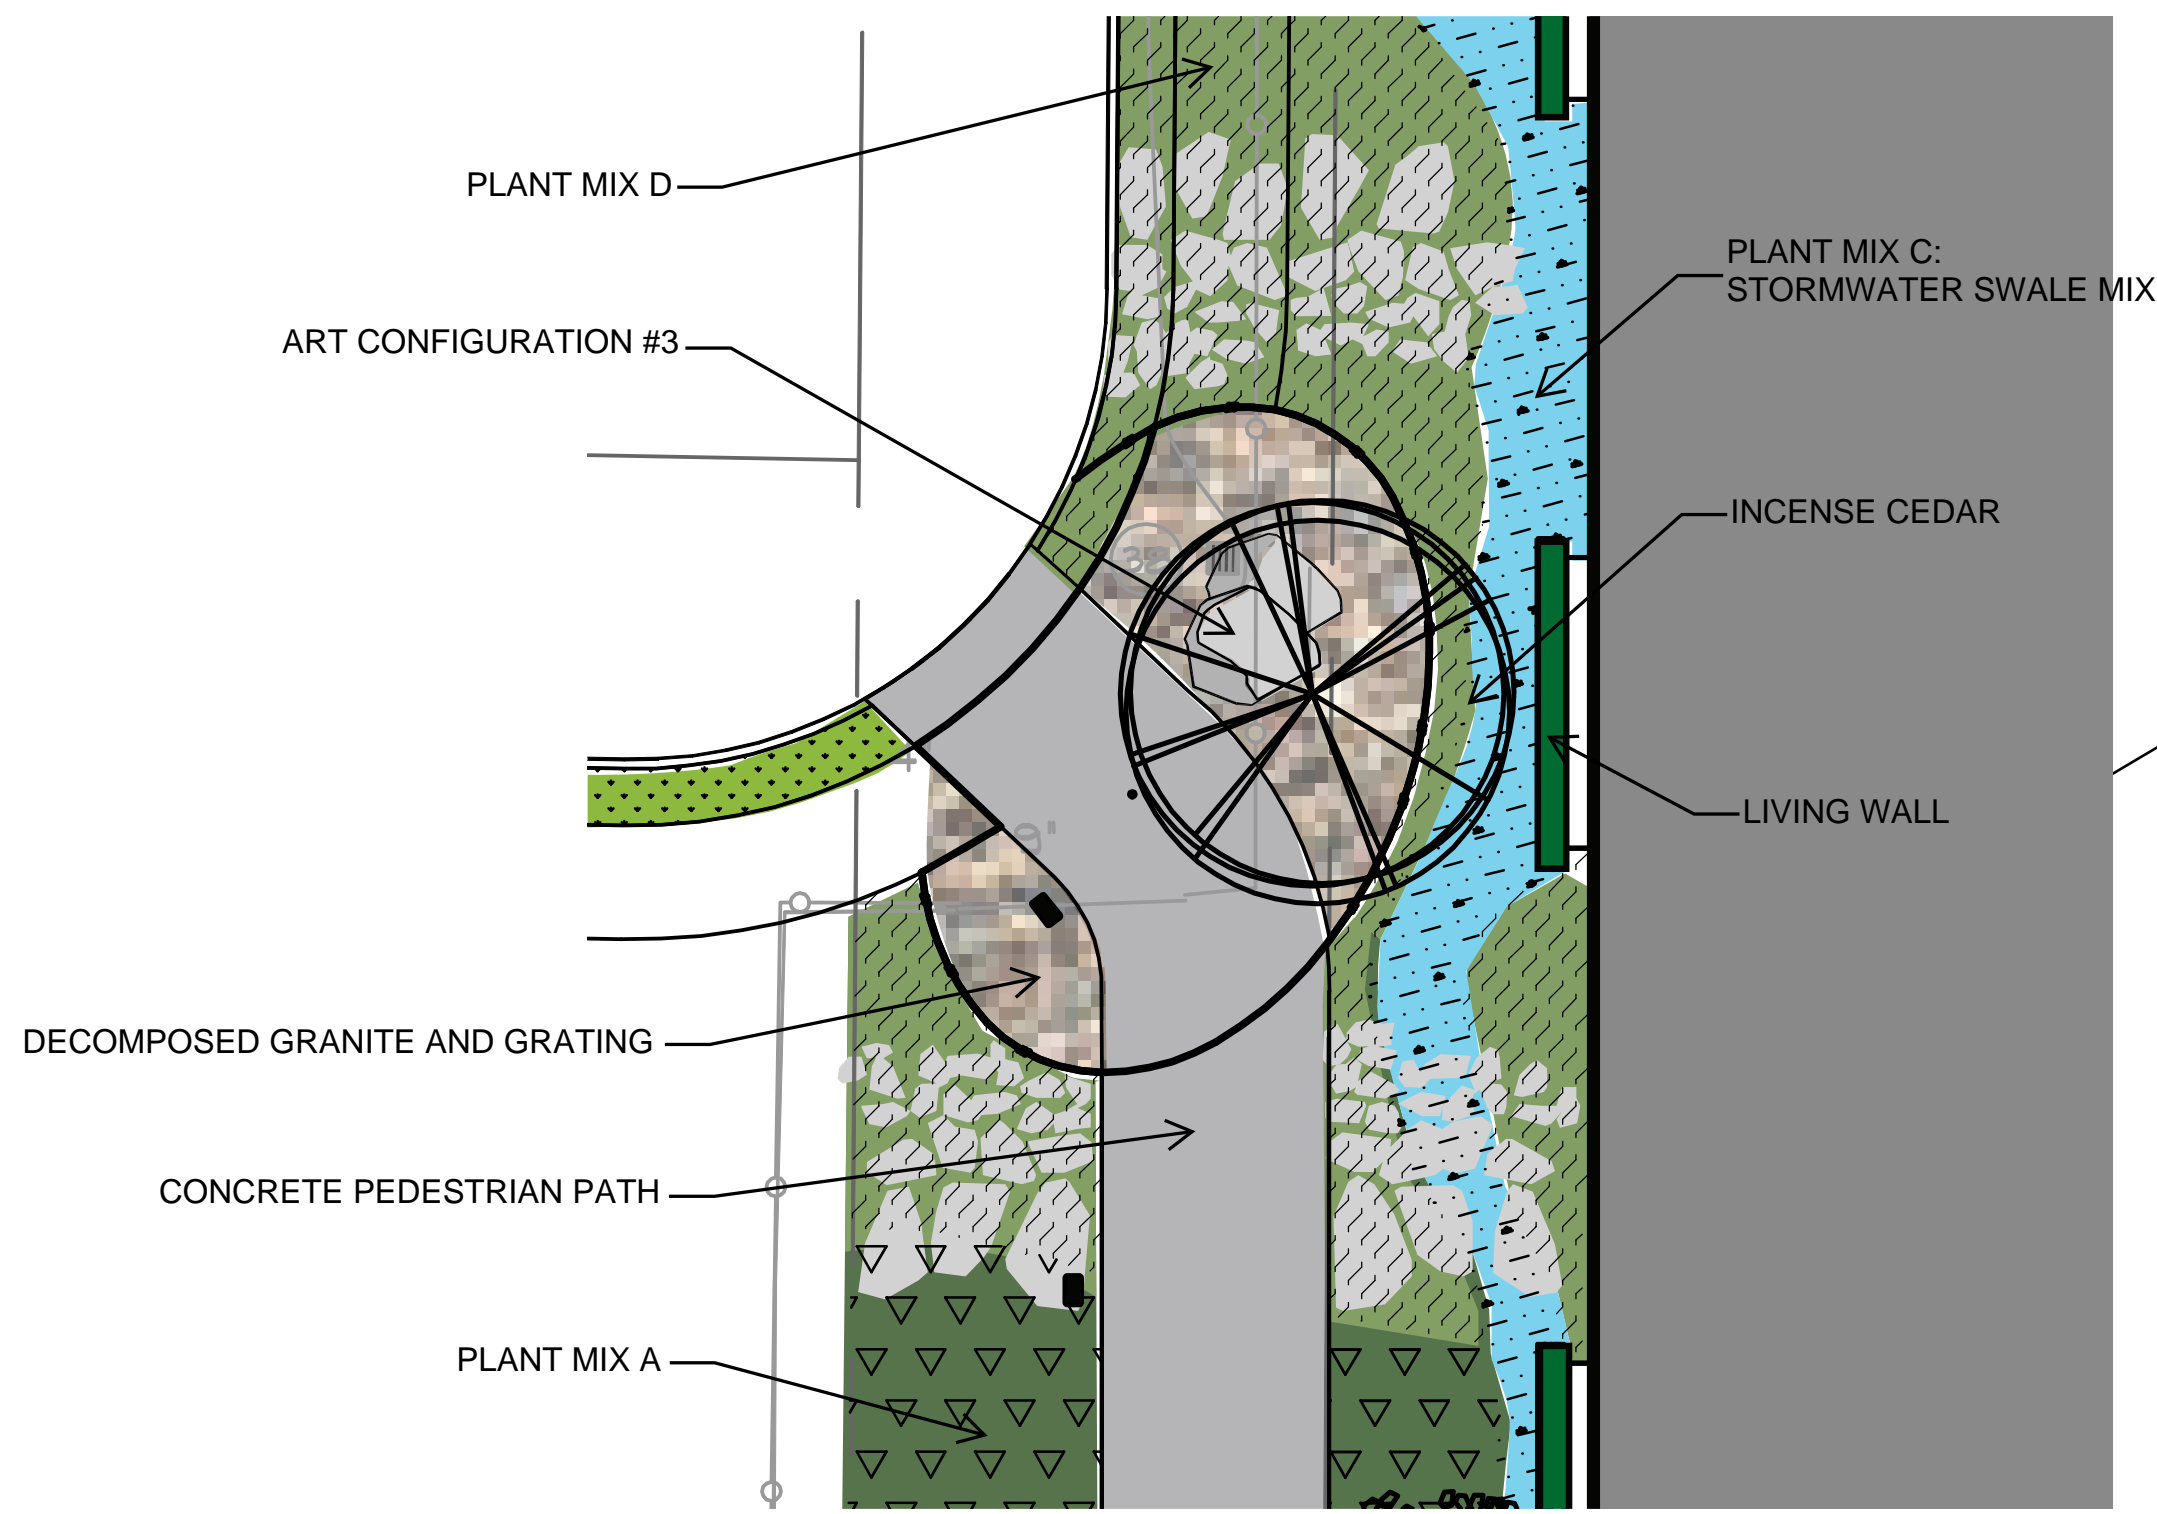 PLANT MIX D
PLANT MIX C:
STORMWATER SWALE MIX
ART CONFIGURATION #3
INCENSE CEDAR
38
LIVING WALL
DECOMPOSED GRANITE AND GRATING
CONCRETE PEDESTRIAN PATH
PLANT MIX A